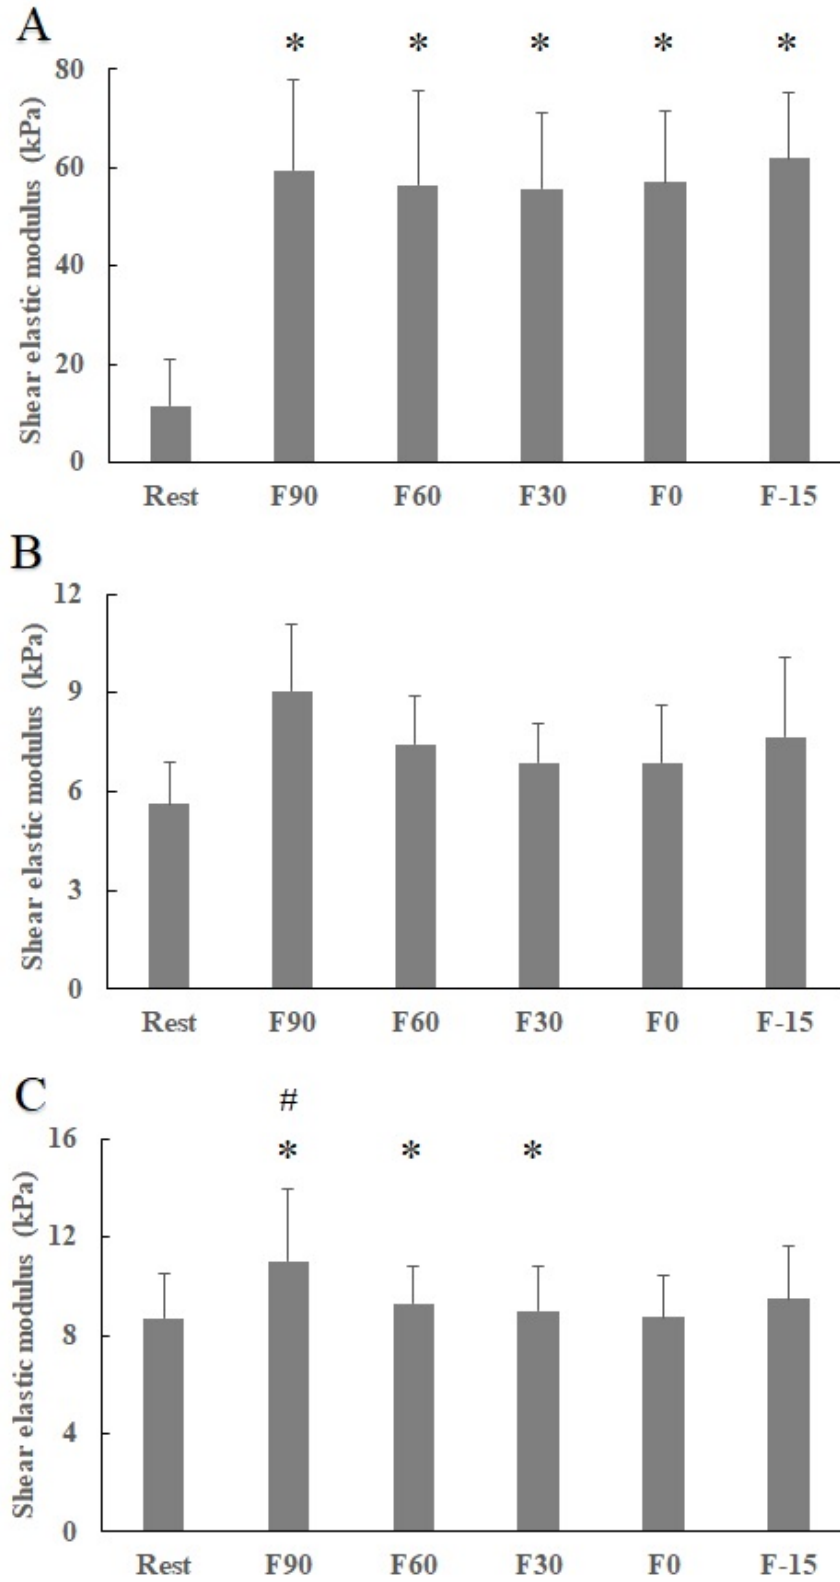 A
* * * * *
80
60
40
20
0
Shear elastic modulus (kPa)
Rest F90 F60 F30 F0 F-15
B
12
9
6
3
0
Shear elastic modulus (kPa)
Rest F90 F60 F30 F0 F-15
C
#
* * *
16
12
8
4
0
Shear elastic modulus (kPa)
Rest F90 F60 F30 F0 F-15